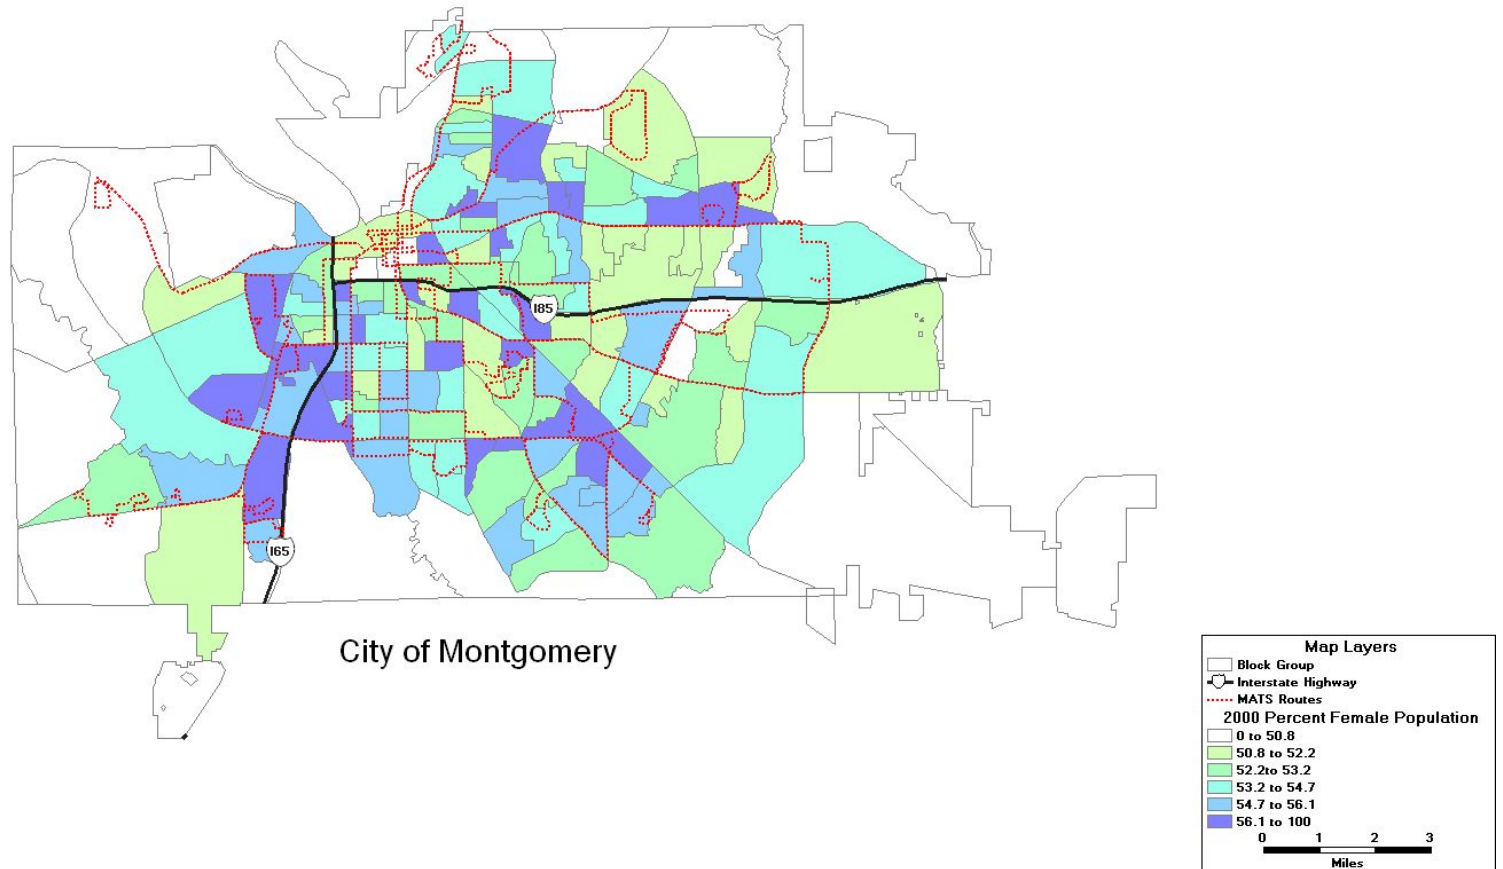 185
165
City of Montgomery
Map Layers
Block Group
Interstate Highway
MATS Routes
2000 Percent Female Population
0 to 50.8
50.8 to 52.2
52.2to 53.2
53.2 to 54.7
54.7 to 56.1
56.1 to 100
0 1 2 3
Miles